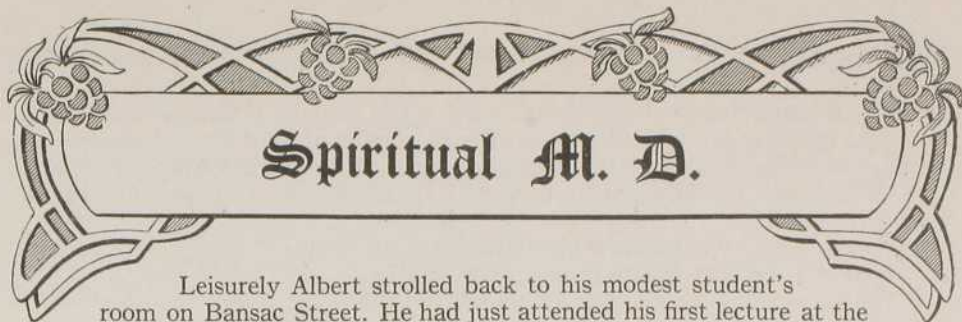 Spiritual M. D.
Leisurely Albert strolled back to his modest student's
room on Bansac Street. He had just attended his first lecture at the